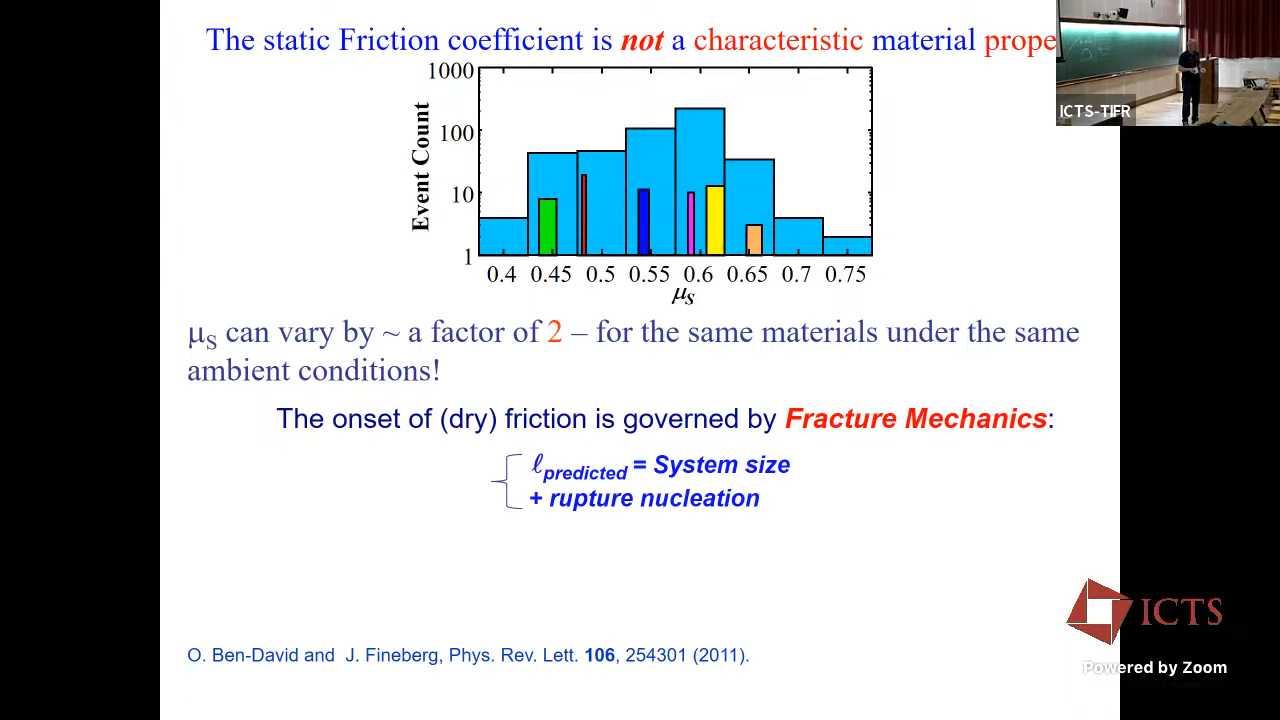 The static Friction coefficient is not a characteristic material prope
ICTS-TIFR
1000
100
10
1
Event Count
0.4 0.45 0.5 0.55 0.6 0.65 0.7 0.75
μS
μS can vary by ~ a factor of 2 – for the same materials under the same
ambient conditions!
The onset of (dry) friction is governed by Fracture Mechanics:
ℓpredicted = System size
+ rupture nucleation
ICTS
O. Ben-David and J. Fineberg, Phys. Rev. Lett. 106, 254301 (2011).
Powered by Zoom